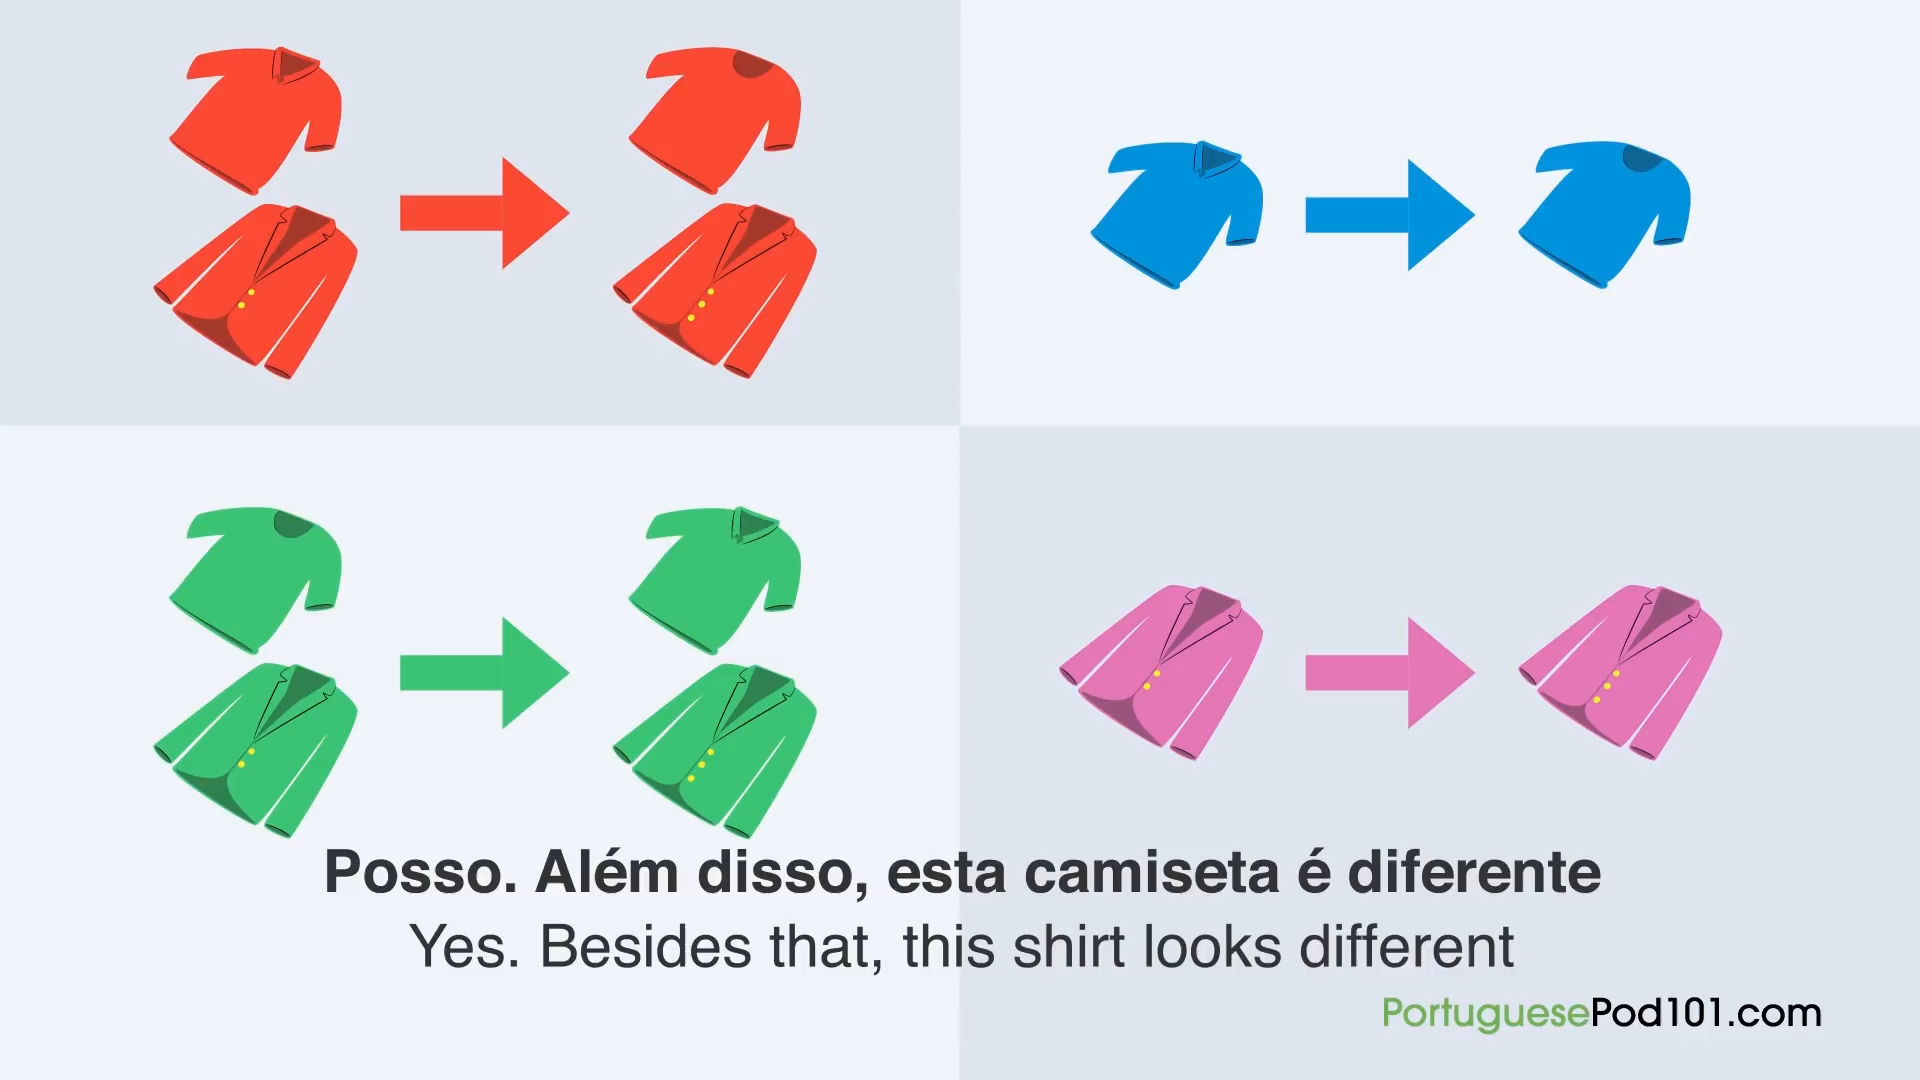 Posso. Além disso, esta camiseta é diferente
Yes. Besides that, this shirt looks different
PortuguesePod101.com